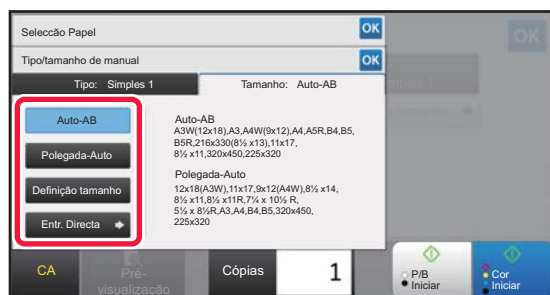 Seleccão Papel
OK
OK
Tipo/tamanho de manual
OK
Tipo: Simples 1
Tamanho: Auto-AB
Auto-AB
Polegada-Auto
Definição tamanho
Entr. Directa
Auto-AB
A3W(12x18),A3,A4W(9x12),A4,A5R,B4,B5,
B5R,216x330(8½ x13),11x17,
8½ x11,320x450,225x320
Polegada-Auto
12x18(A3W),11x17,9x12(A4W),8½ x14,
8½ x11,8½ x11R,7¼ x 10½ R,
5½ x 8½R,A3,A4,B4,B5,320x450,
225x320
CA
Pré-
visualização
Cópias
1
P/B
Iniciar
Cor
Iniciar